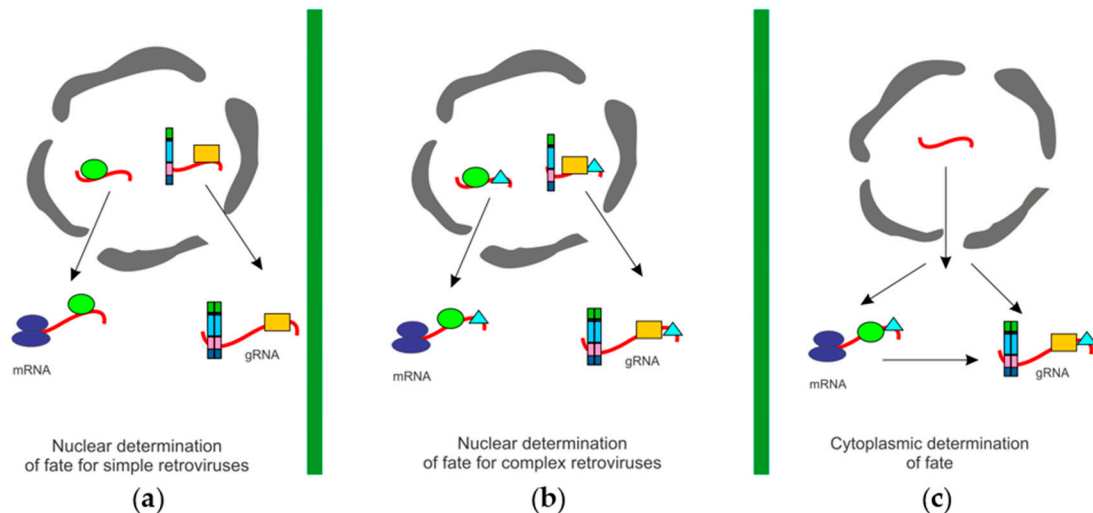 mRNA
gRNA
Nuclear determination
of fate for simple retroviruses
(a)
mRNA
gRNA
Nuclear determination
of fate for complex retroviruses
(b)
mRNA
gRNA
Cytoplasmic determination
of fate
(c)